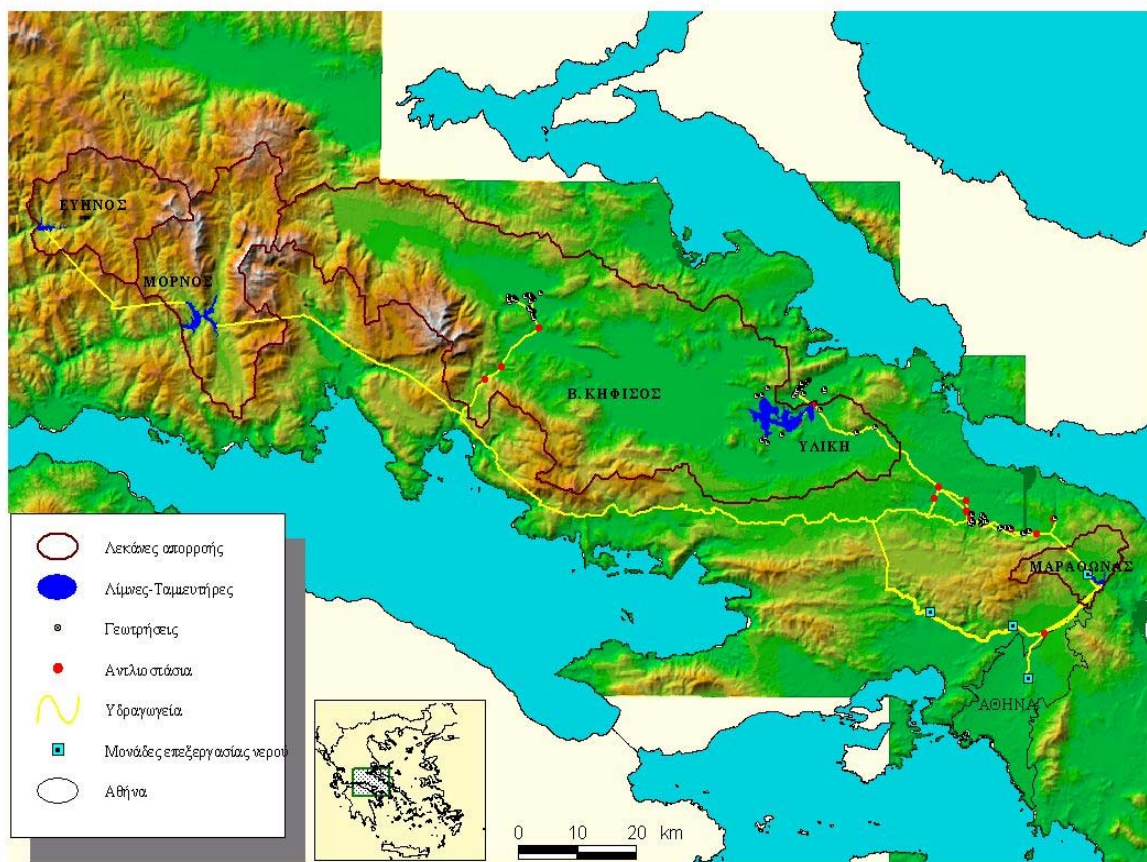 ΕΥΗΝΟΣ
ΜΟΡΝΟΣ
Β. ΚΗΦΙΣΟΣ
ΥΛΙΚΗ
ΜΑΡΑΘΩΝΑΣ
ΑΘΗΝΑ
Λεκάνες απορροής
Λίμνες-Ταμιευτήρες
Γεωτρήσεις
Αντλιοστάσια
Υδραγωγεία
Μονάδες επεξεργασίας νερού
Αθήνα
0 10 20 km